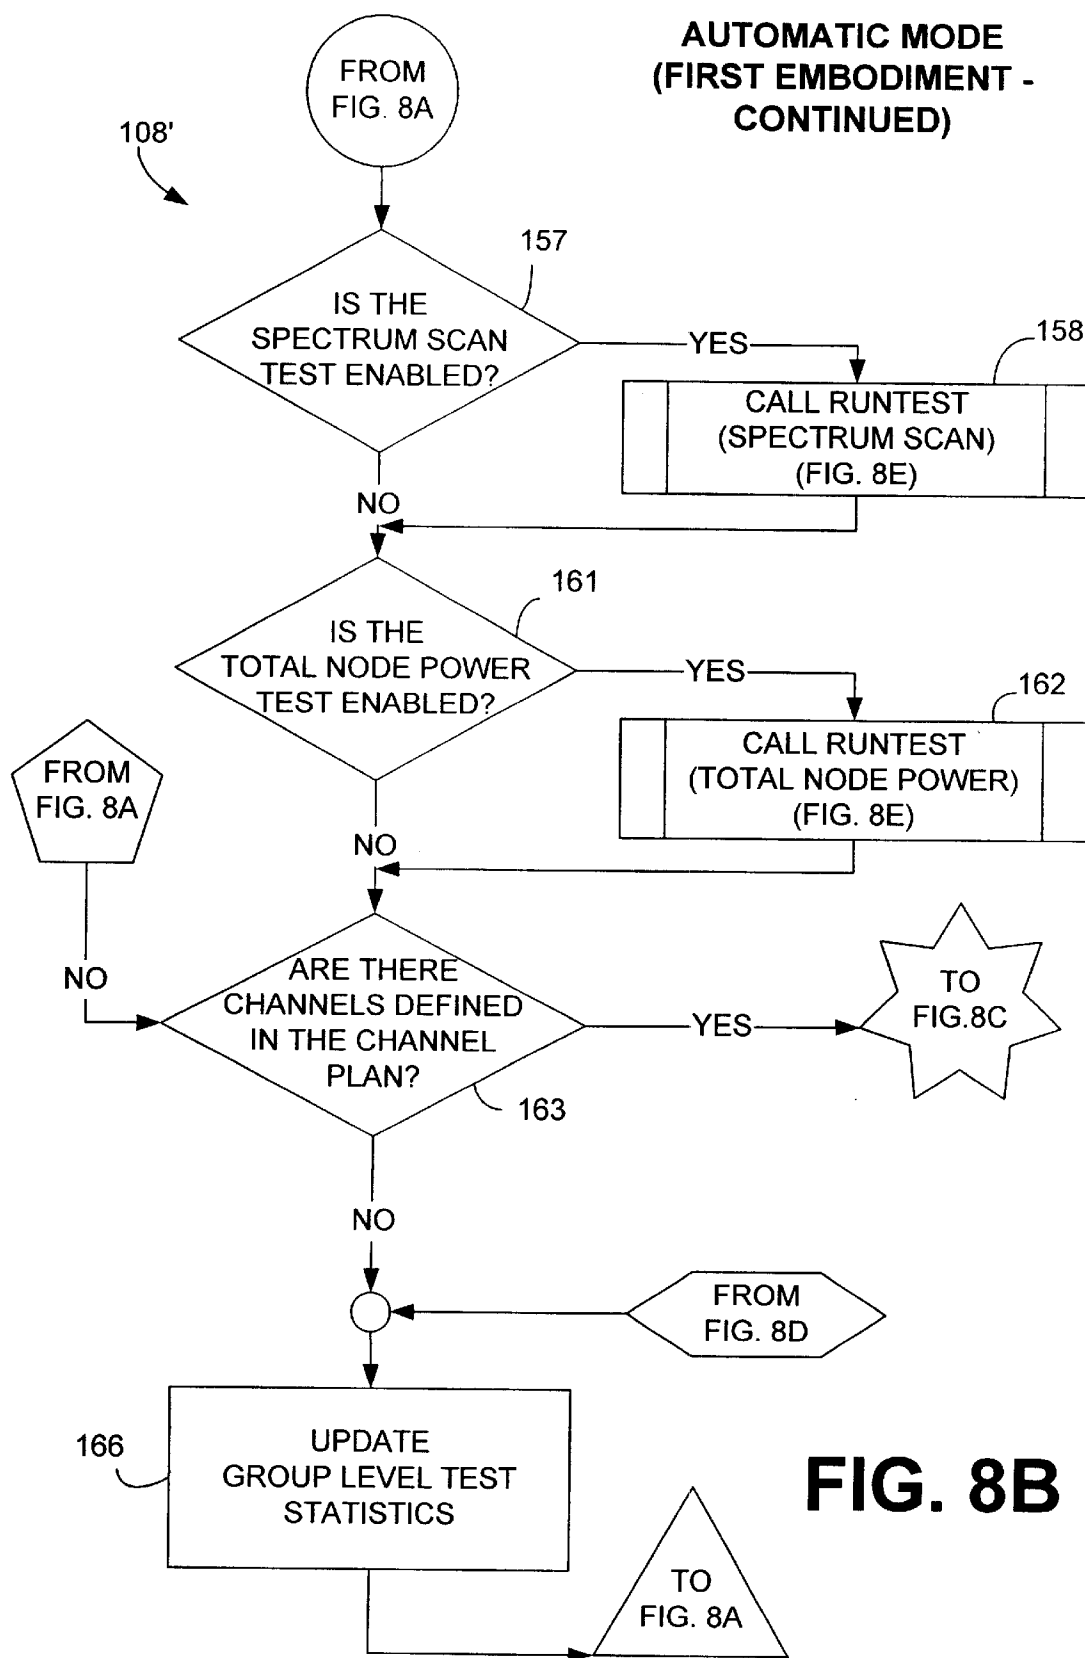 AUTOMATIC MODE
(FIRST EMBODIMENT -
CONTINUED)
FROM
FIG. 8A
108'
157
IS THE
SPECTRUM SCAN
TEST ENABLED?
YES
158
CALL RUNTEST
(SPECTRUM SCAN)
(FIG. 8E)
NO
161
IS THE
TOTAL NODE POWER
TEST ENABLED?
YES
162
CALL RUNTEST
(TOTAL NODE POWER)
(FIG. 8E)
FROM
FIG. 8A
NO
NO
ARE THERE
CHANNELS DEFINED
IN THE CHANNEL
PLAN?
YES
TO
FIG.8C
163
NO
FROM
FIG. 8D
166
UPDATE
GROUP LEVEL TEST
STATISTICS
FIG. 8B
TO
FIG. 8A